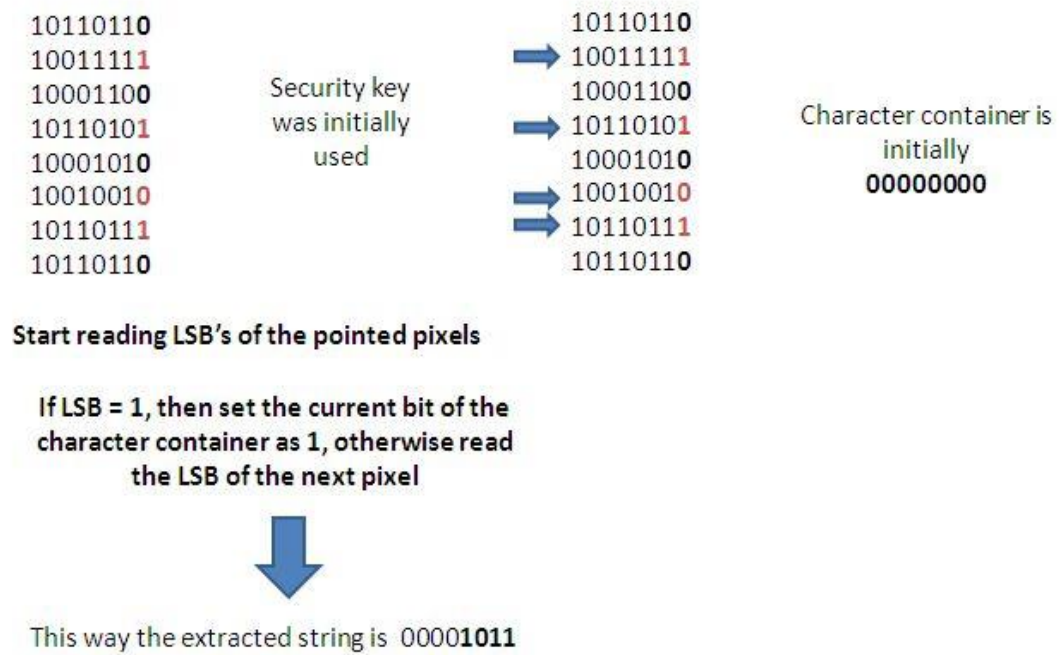 10110110
10011111
10001100
10110101
10001010
10010010
10110111
10110110
Security key
was initially
used
10110110
10011111
10001100
10110101
10001010
10010010
10110111
10110110
Character container is
initially
00000000
Start reading LSB's of the pointed pixels
If LSB = 1, then set the current bit of the
character container as 1, otherwise read
the LSB of the next pixel
This way the extracted string is 00001011